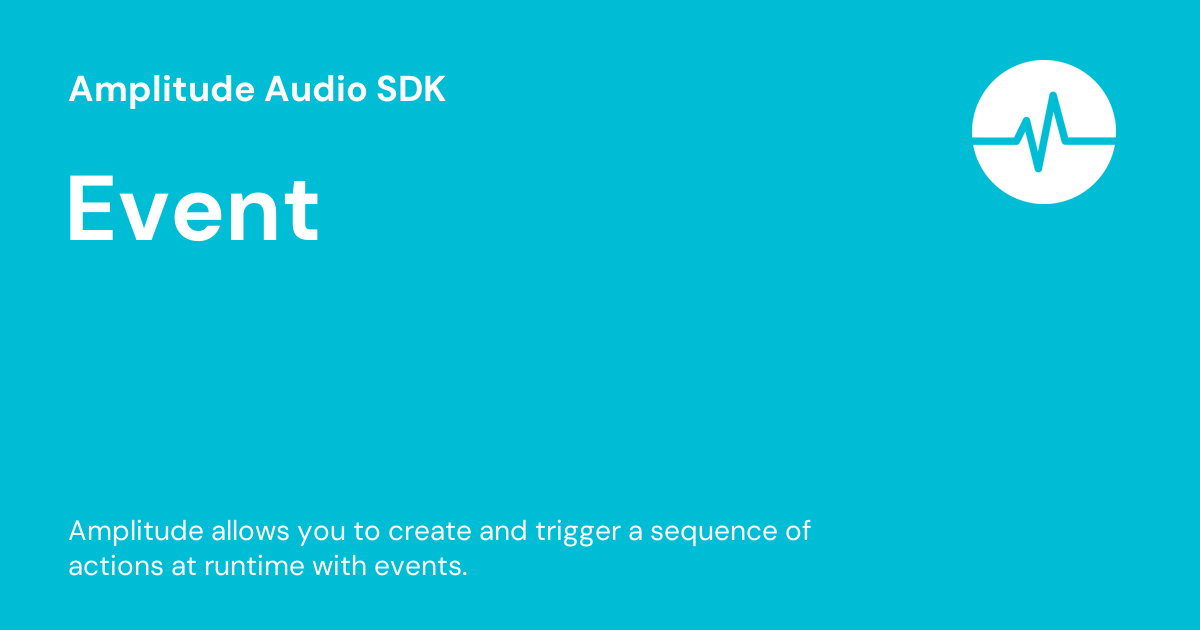 Amplitude Audio SDK
Event
Amplitude allows you to create and trigger a sequence of
actions at runtime with events.